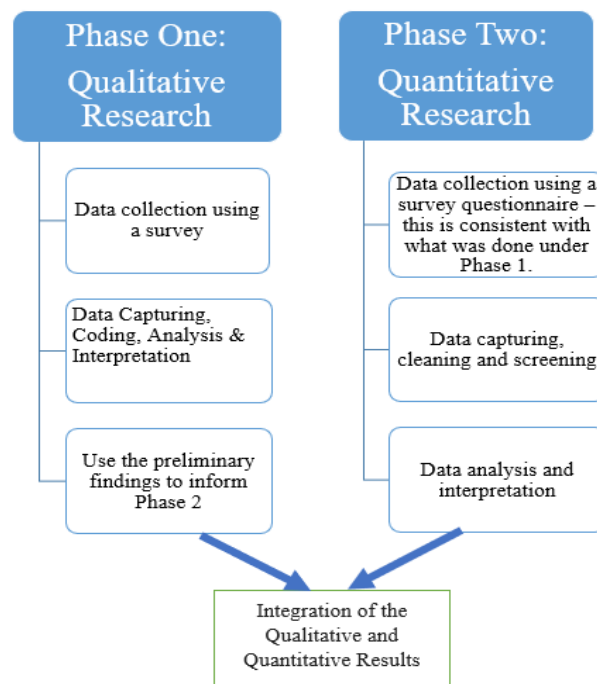 Phase One:
Qualitative
Research
Data collection using
a survey
Data Capturing,
Coding, Analysis &
Interpretation
Use the preliminary
findings to inform
Phase 2
Phase Two:
Quantitative
Research
Data collection using a
survey questionnaire –
this is consistent with
what was done under
Phase 1.
Data capturing,
cleaning and screening
Data analysis and
interpretation
Integration of the
Qualitative and
Quantitative Results